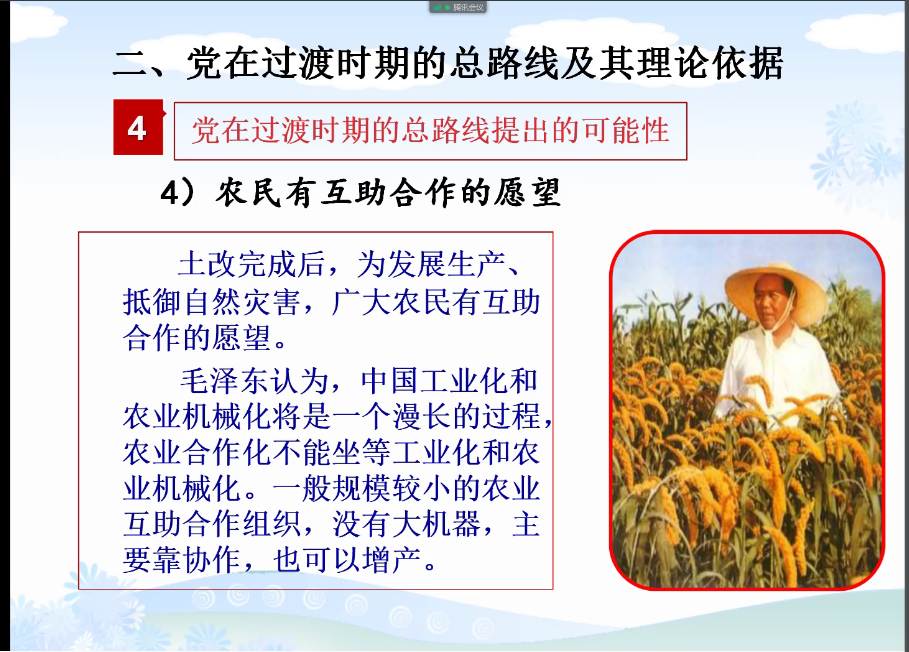 腾讯会议
二、党在过渡时期的总路线及其理论依据
4
党在过渡时期的总路线提出的可能性
4）农民有互助合作的愿望
土改完成后，为发展生产、
抵御自然灾害，广大农民有互助
合作的愿望。
毛泽东认为，中国工业化和
农业机械化将是一个漫长的过程，
农业合作化不能坐等工业化和农
业机械化。一般规模较小的农业
互助合作组织，没有大机器，主
要靠协作，也可以增产。